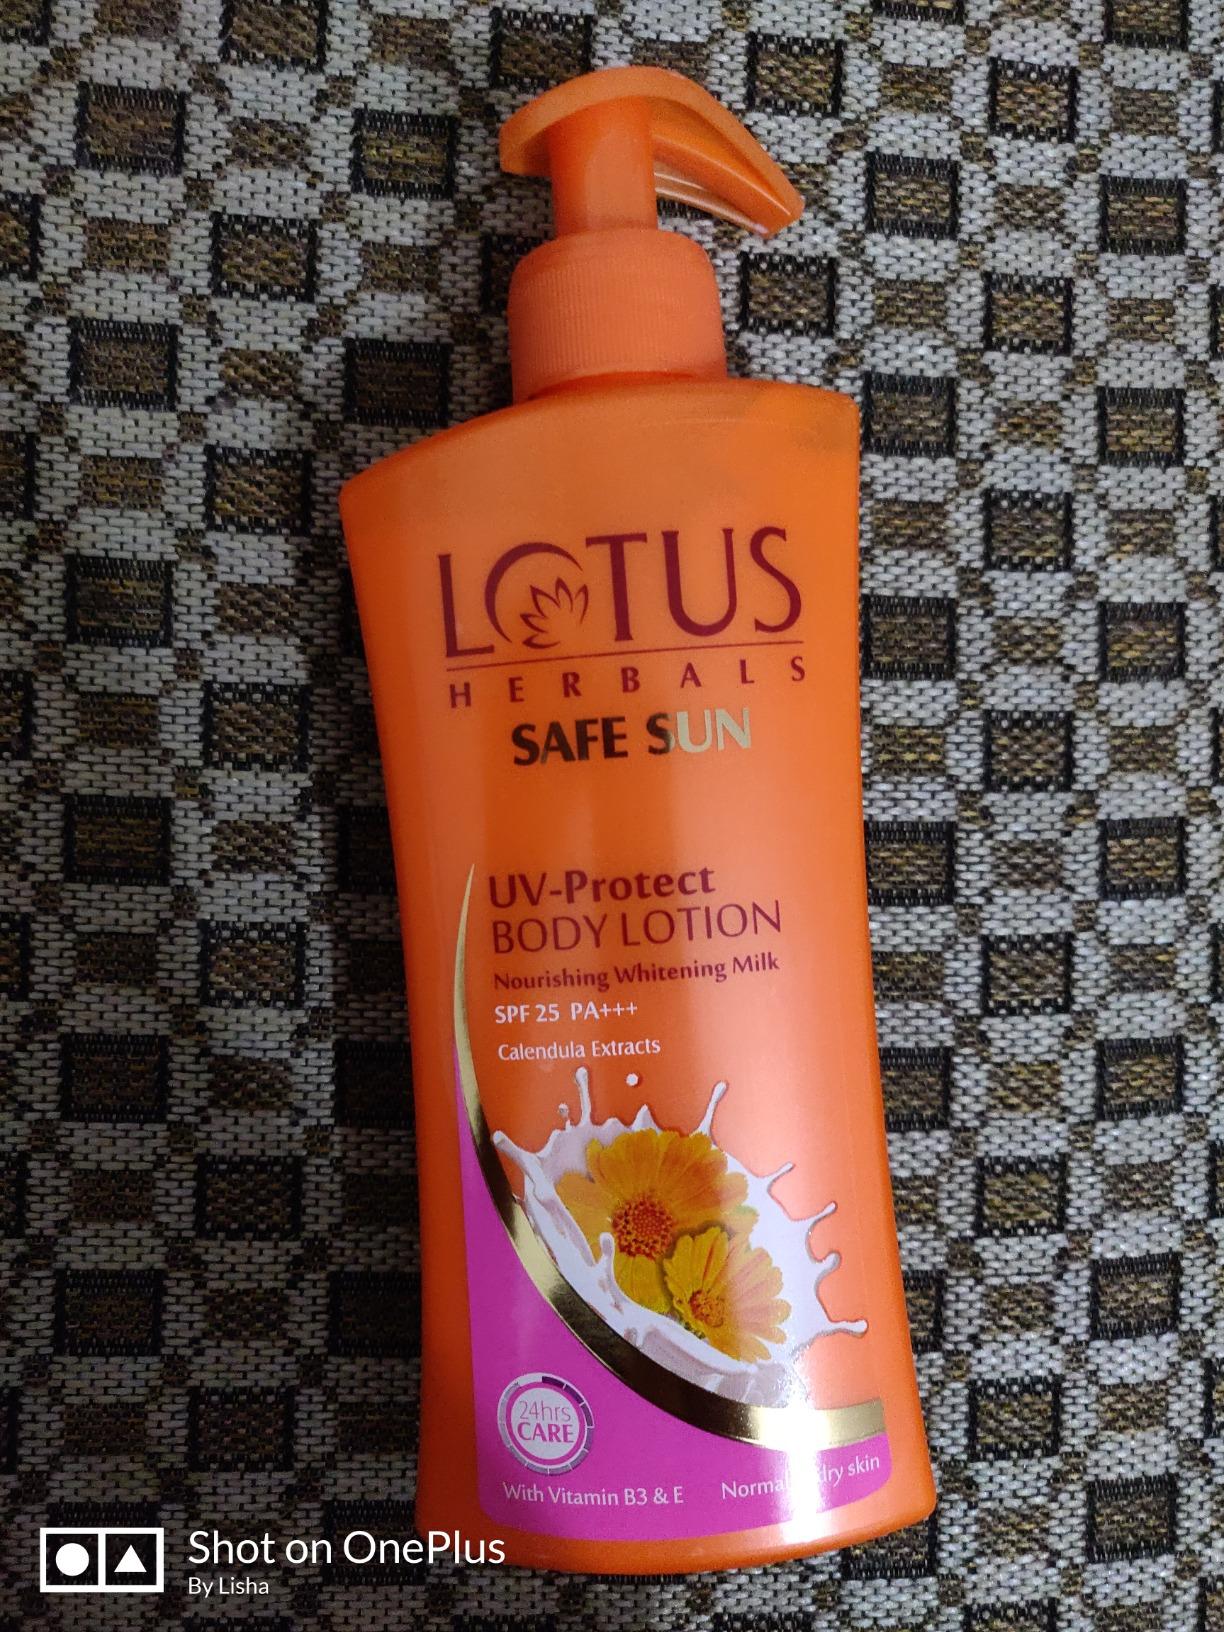 LOTUS
HERBALS
SAFE SUN
UV-Protect
BODY LOTION
Nourishing Whitening Milk
SPF 25 PA+++
Calendula Extracts
24hrs
CARE
With Vitamin B3 & E
Normal dry skin
Shot on OnePlus
By Lisha